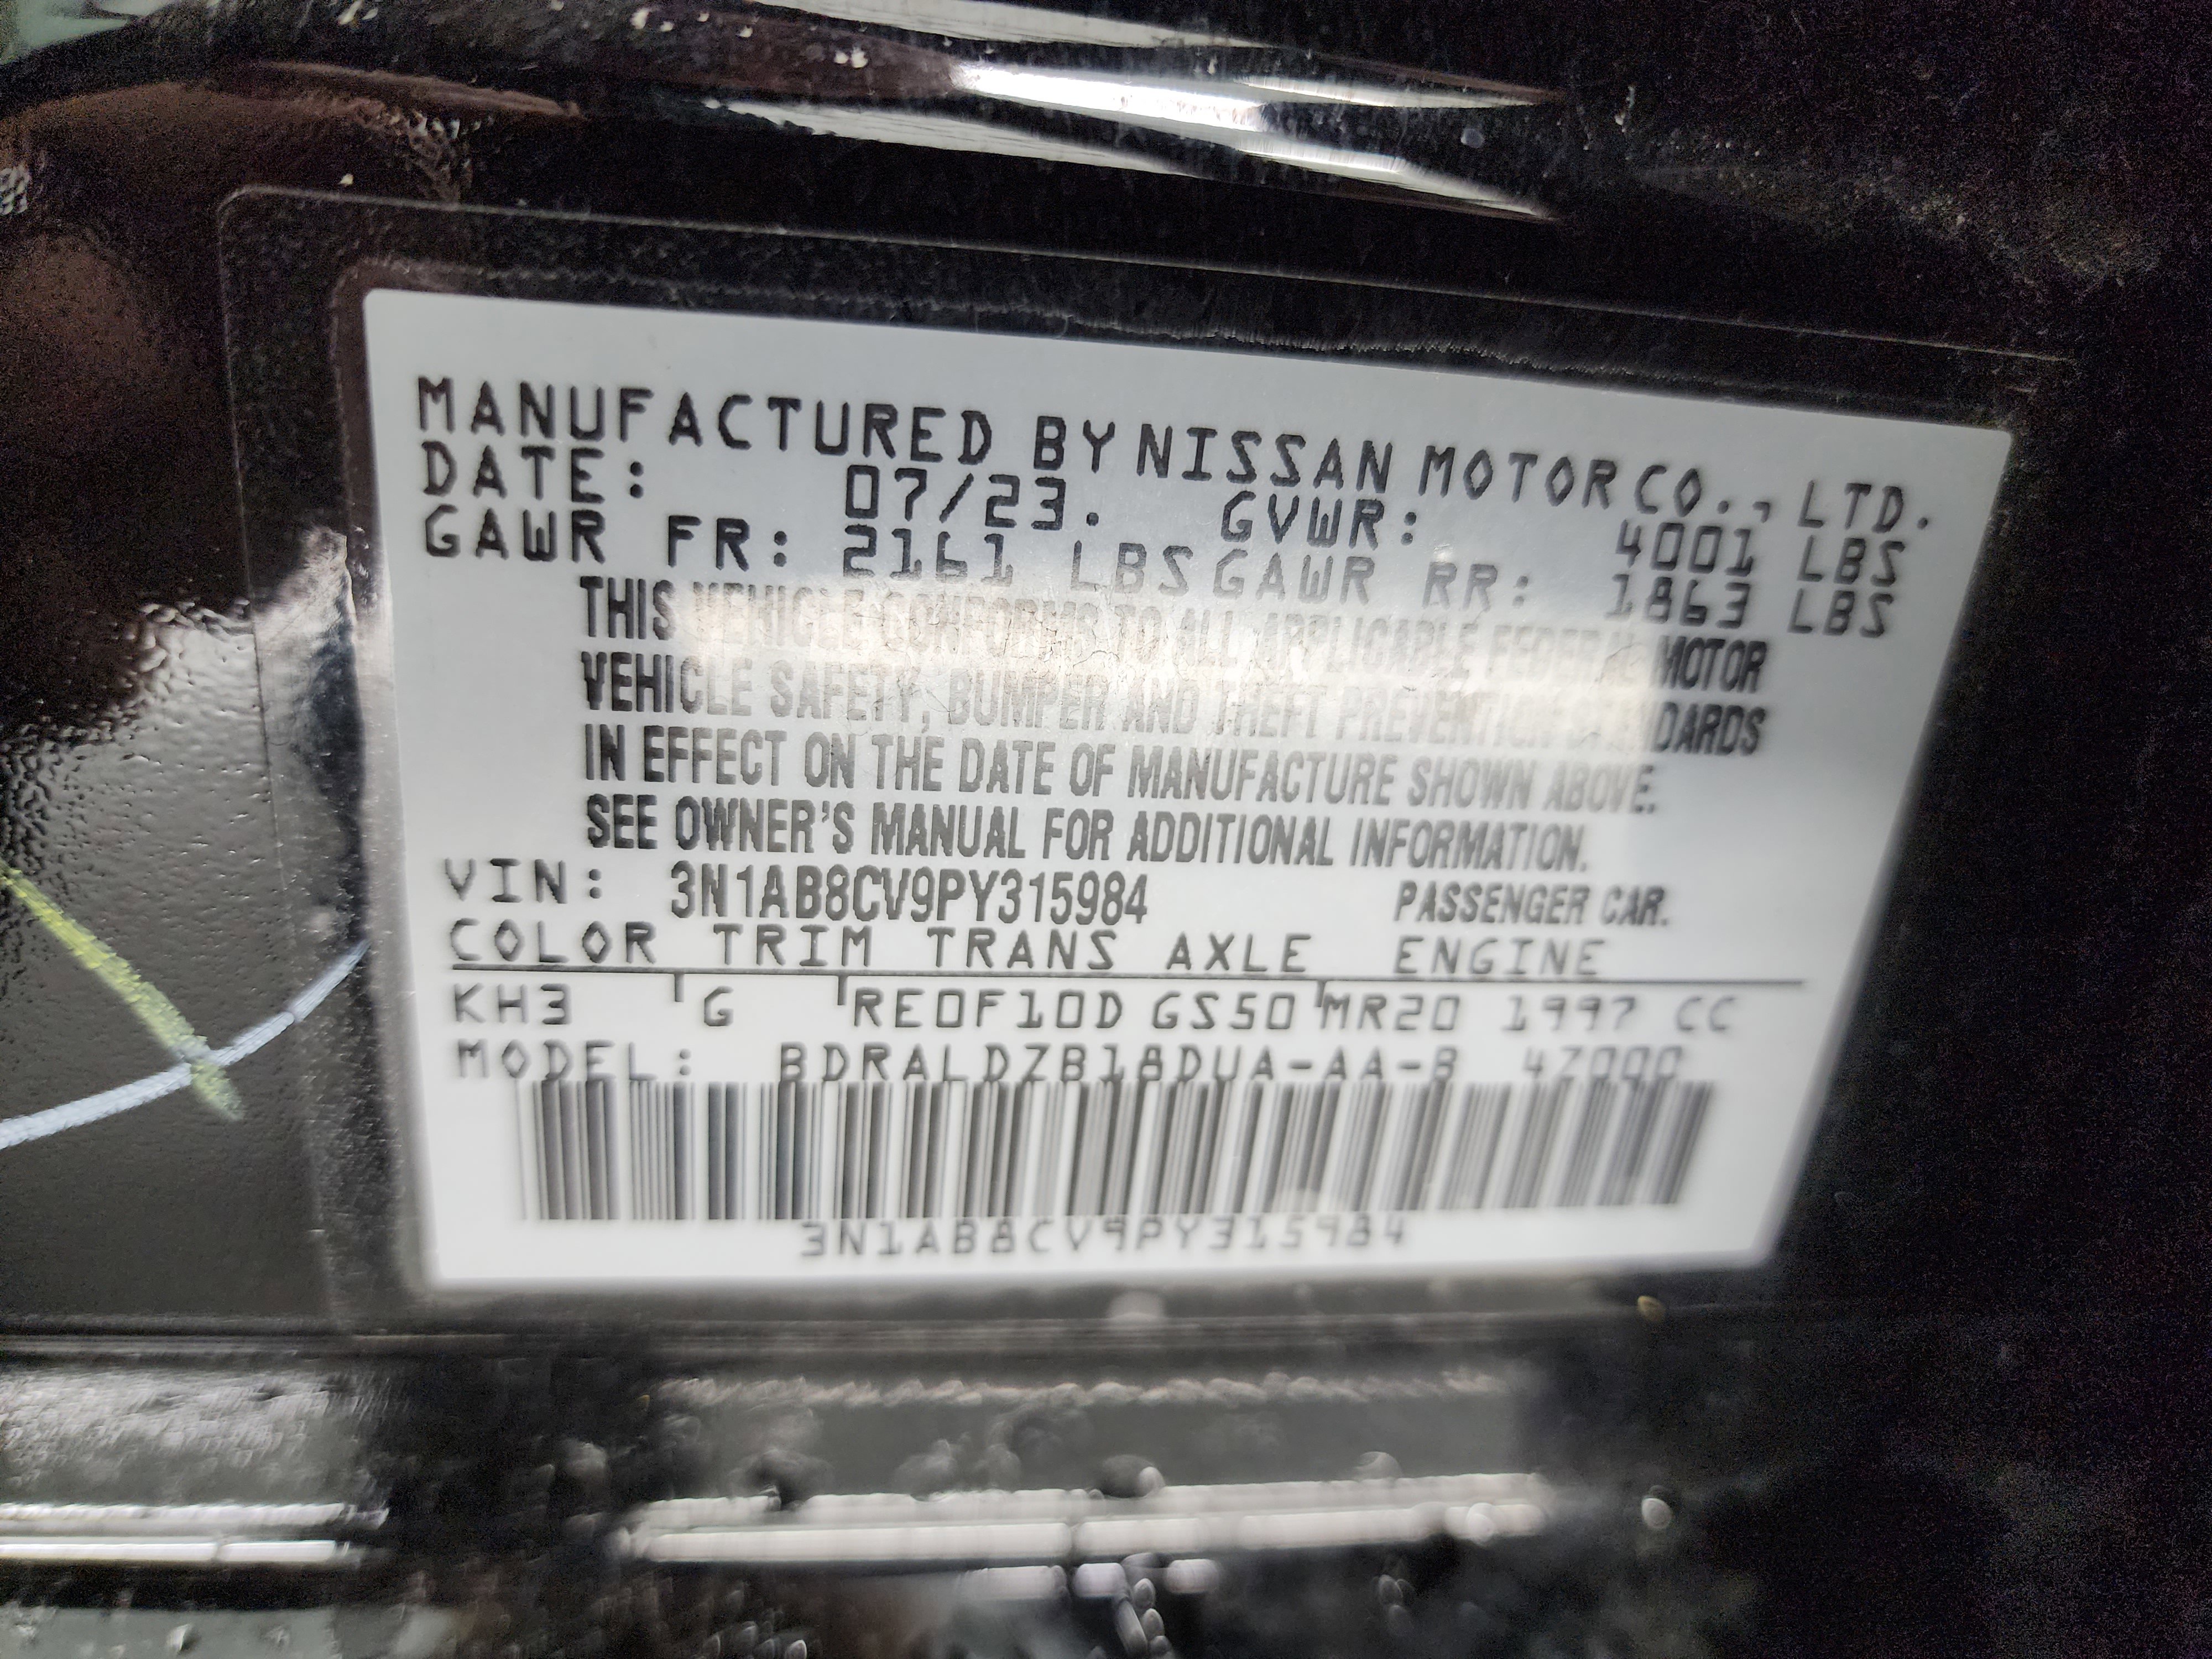 MANUFACTURED BY NISSAN MOTOR CO., LTD.
DATE: 07/23. GVWR: 4001 LBS
GAWR FR: 2161 LBS GAWR RR: 1863 LBS
THIS VEHICLE CONFORMS TO ALL APPLICABLE FEDERAL MOTOR
VEHICLE SAFETY, BUMPER AND THEFT PREVENTION STANDARDS
IN EFFECT ON THE DATE OF MANUFACTURE SHOWN ABOVE.
SEE OWNER'S MANUAL FOR ADDITIONAL INFORMATION.
VIN: 3N1AB8CV9PY315984 PASSENGER CAR.
COLOR TRIM TRANS AXLE ENGINE
KH3 G RE0F10D GS50 MR20 1997 CC
MODEL: BDRALDZB18DUA-AA-B 47000
3N1AB8CV9PY315984